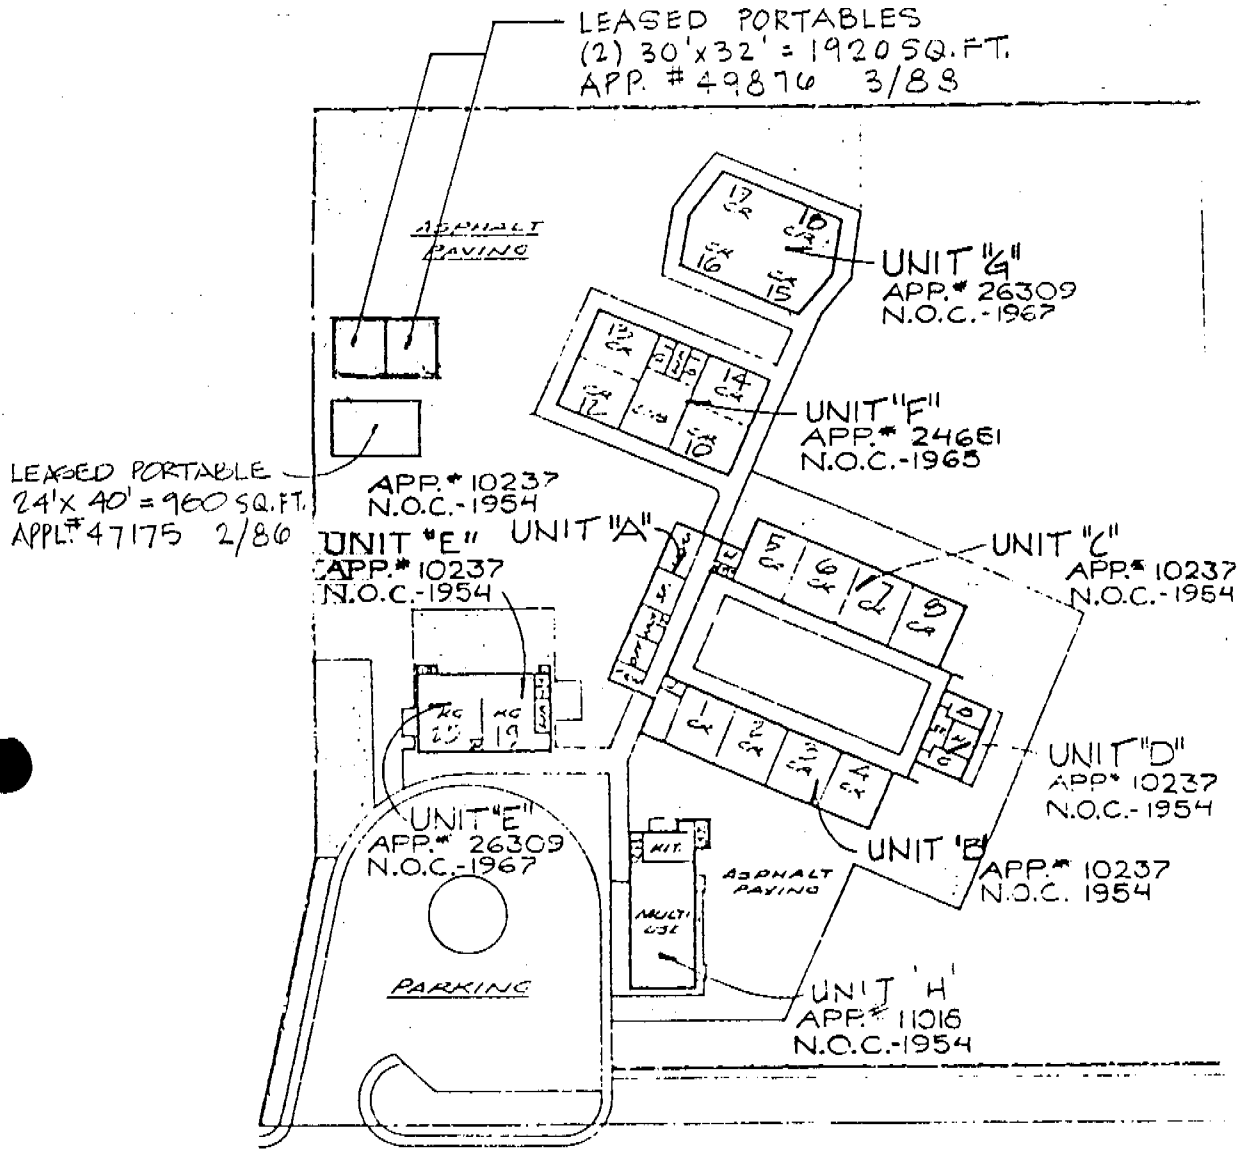 LEASED PORTABLES
(2) 30'x32' = 1920 SQ.FT.
APP. # 49876 3/88
ASPHALT
PAVING
17
CR
18
CR
CR
16
CR
15
UNIT "G"
APP.# 26309
N.O.C.-1967
13
CR
14
CR
CR
12
CR
10
UNIT "F"
APP.# 24681
N.O.C.-1965
LEASED PORTABLE
24' x 40' = 960 SQ.FT.
APPL.# 47175 2/86
APP.# 10237
N.O.C.-1954
UNIT "A"
UNIT "E"
APP.# 10237
N.O.C.-1954
5
CR
6
CR
7
CR
8
CR
UNIT "C"
APP.# 10237
N.O.C.-1954
KG
20
KG
19
1
CR
2
CR
3
CR
4
CR
UNIT "D"
APP# 10237
N.O.C.-1954
UNIT "E"
APP.# 26309
N.O.C.-1967
KIT.
ASPHALT
PAVING
UNIT 'B'
APP.# 10237
N.O.C. 1954
MULTI
USE
PARKING
UNIT 'H'
APP.# 11016
N.O.C.-1954